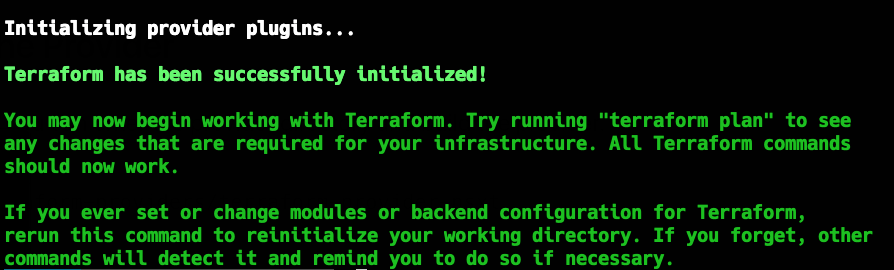 Initializing provider plugins...
Terraform has been successfully initialized!
You may now begin working with Terraform. Try running "terraform plan" to see
any changes that are required for your infrastructure. All Terraform commands
should now work.
If you ever set or change modules or backend configuration for Terraform,
rerun this command to reinitialize your working directory. If you forget, other
commands will detect it and remind you to do so if necessary.